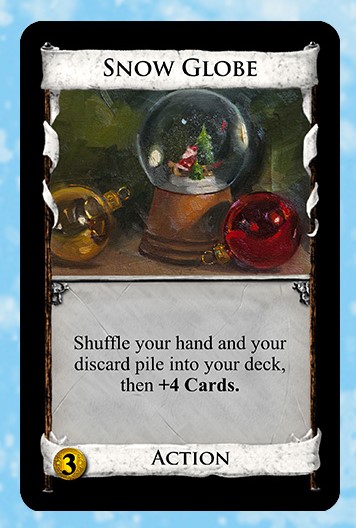 Snow Globe
Shuffle your hand and your
discard pile into your deck,
then +4 Cards.
3
Action